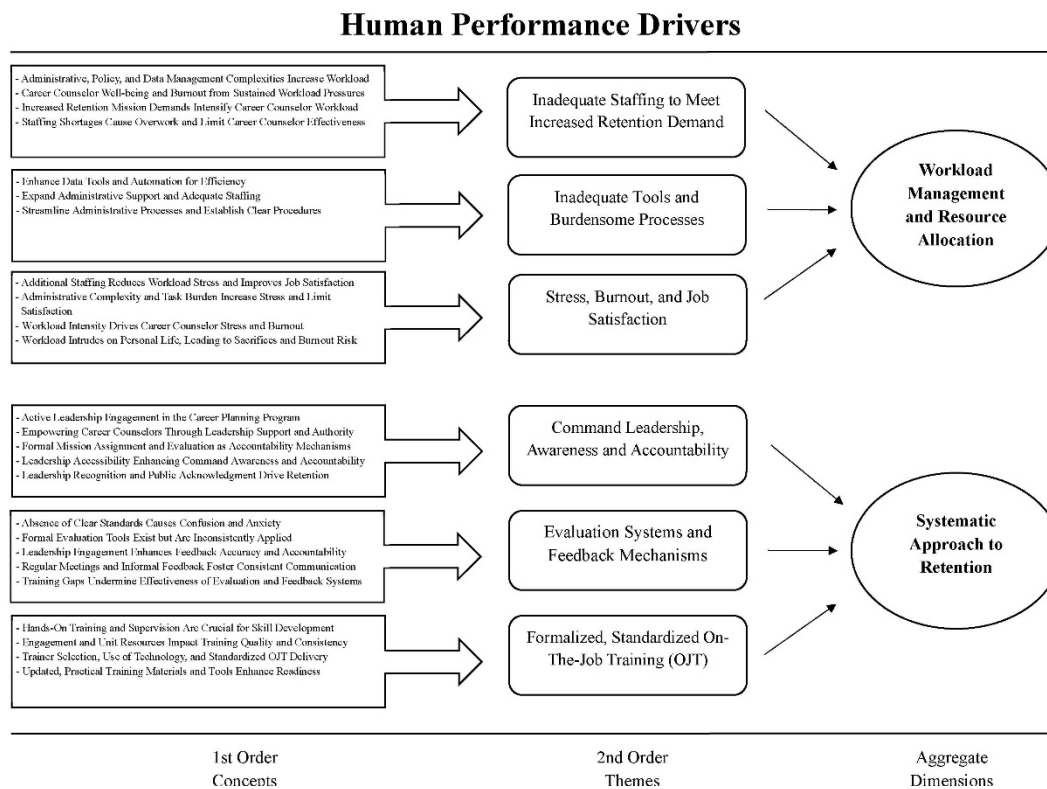 Human Performance Drivers
- Administrative, Policy, and Data Management Complexities Increase Workload
- Career Counselor Well-being and Burnout from Sustained Workload Pressures
- Increased Retention Mission Demands Intensify Career Counselor Workload
- Staffing Shortages Cause Overwork and Limit Career Counselor Effectiveness
Inadequate Staffing to Meet
Increased Retention Demand
- Enhance Data Tools and Automation for Efficiency
- Expand Administrative Support and Adequate Staffing
- Streamline Administrative Processes and Establish Clear Procedures
Inadequate Tools and
Burdensome Processes
- Additional Staffing Reduces Workload Stress and Improves Job Satisfaction
- Administrative Complexity and Task Burden Increase Stress and Limit
Satisfaction
- Workload Intensity Drives Career Counselor Stress and Burnout
- Workload Intrudes on Personal Life, Leading to Sacrifices and Burnout Risk
Stress, Burnout, and Job
Satisfaction
Workload
Management
and Resource
Allocation
- Active Leadership Engagement in the Career Planning Program
- Empowering Career Counselors Through Leadership Support and Authority
- Formal Mission Assignment and Evaluation as Accountability Mechanisms
- Leadership Accessibility Enhancing Command Awareness and Accountability
- Leadership Recognition and Public Acknowledgment Drive Retention
Command Leadership,
Awareness and Accountability
- Absence of Clear Standards Causes Confusion and Anxiety
- Formal Evaluation Tools Exist but Are Inconsistently Applied
- Leadership Engagement Enhances Feedback Accuracy and Accountability
- Regular Meetings and Informal Feedback Foster Consistent Communication
- Training Gaps Undermine Effectiveness of Evaluation and Feedback Systems
Evaluation Systems and
Feedback Mechanisms
- Hands-On Training and Supervision Are Crucial for Skill Development
- Engagement and Unit Resources Impact Training Quality and Consistency
- Trainer Selection, Use of Technology, and Standardized OJT Delivery
- Updated, Practical Training Materials and Tools Enhance Readiness
Formalized, Standardized On-
The-Job Training (OJT)
Systematic
Approach to
Retention
1st Order
Concepts
2nd Order
Themes
Aggregate
Dimensions